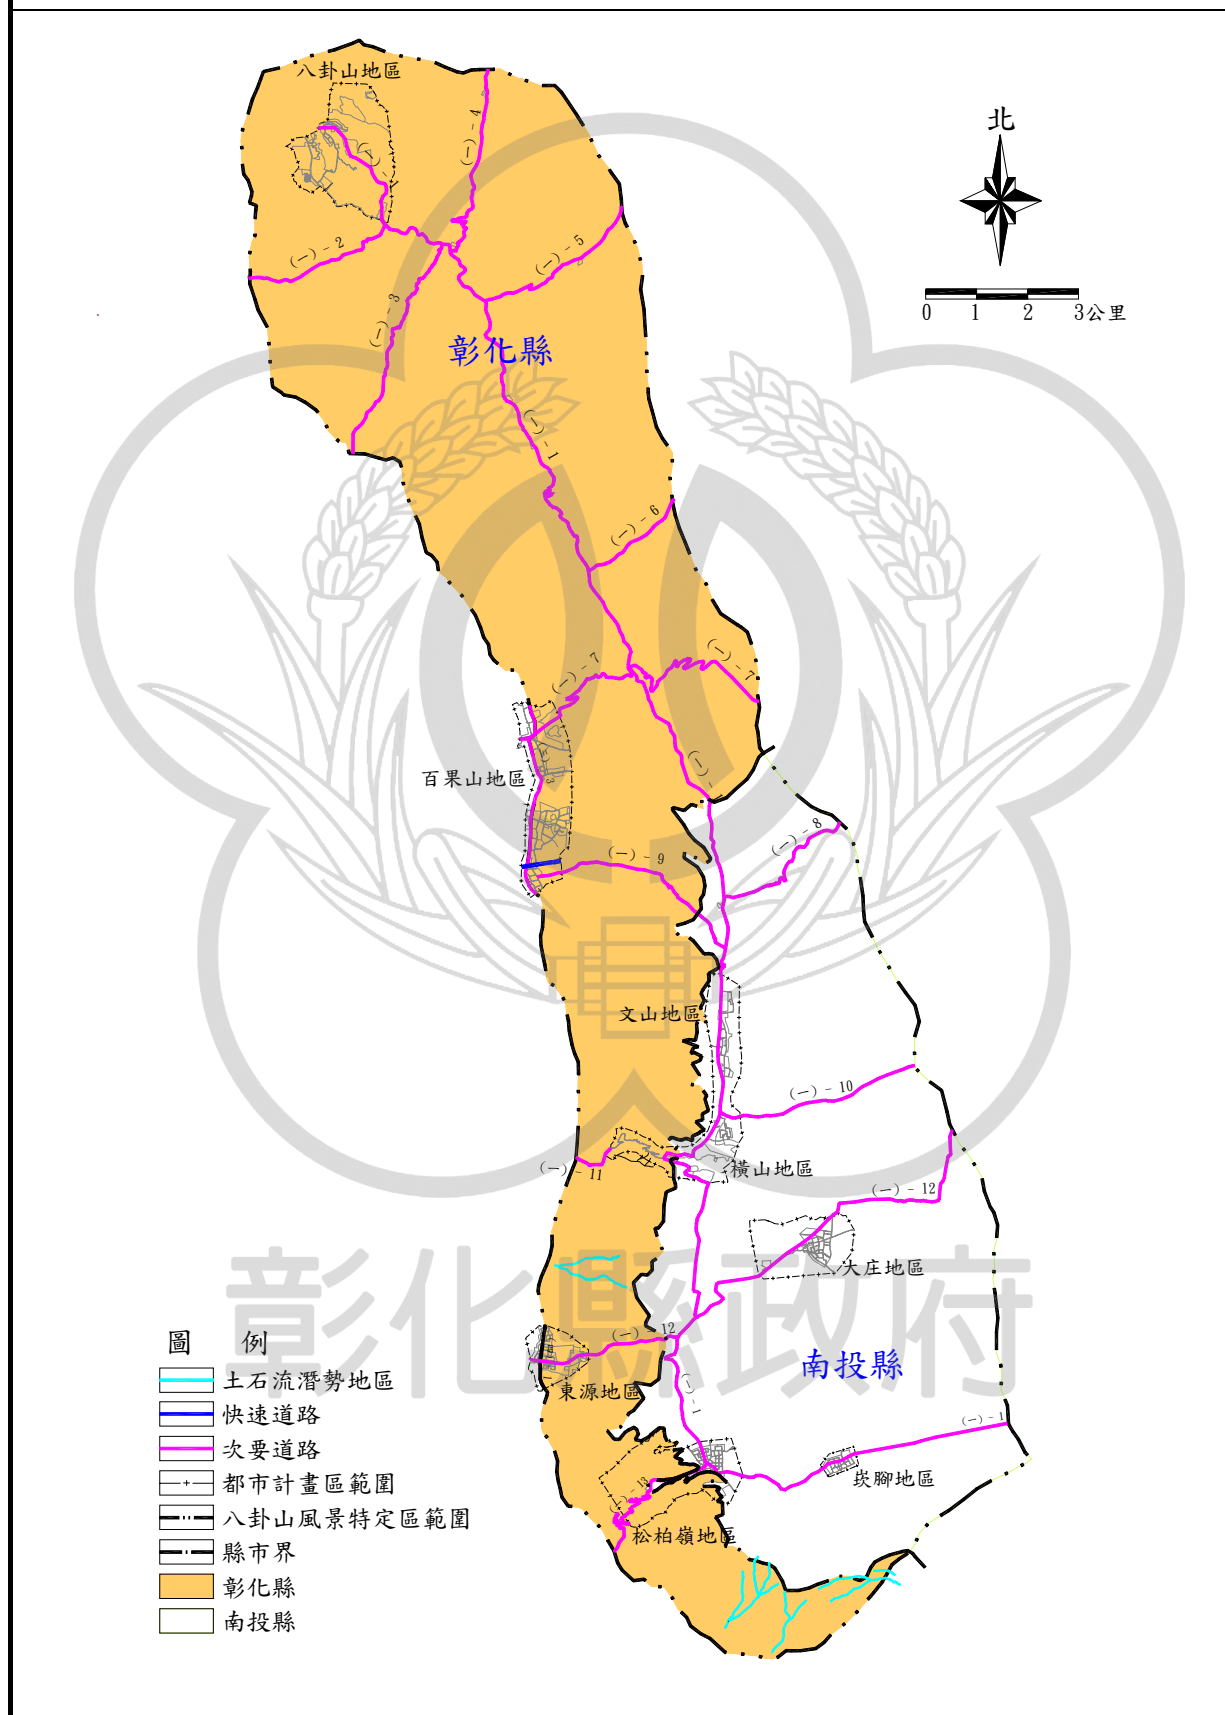 八卦山地區
北
(一)-4
(一)-1
(一)-2
(一)-5
(一)-3
0 1 2 3公里
彰化縣
(一)-1
(一)-6
(一)-7
(一)-7
百果山地區
(一)-1
(一)-8
(一)-9
文山地區
(一)-10
(一)-11
橫山地區
(一)-12
大庄地區
彰化縣政府
(一)-12
南投縣
東源地區
(一)-1
(一)-1
崁腳地區
(一)-13
松柏嶺地區
圖 例
土石流潛勢地區
快速道路
次要道路
都市計畫區範圍
八卦山風景特定區範圍
縣市界
彰化縣
南投縣